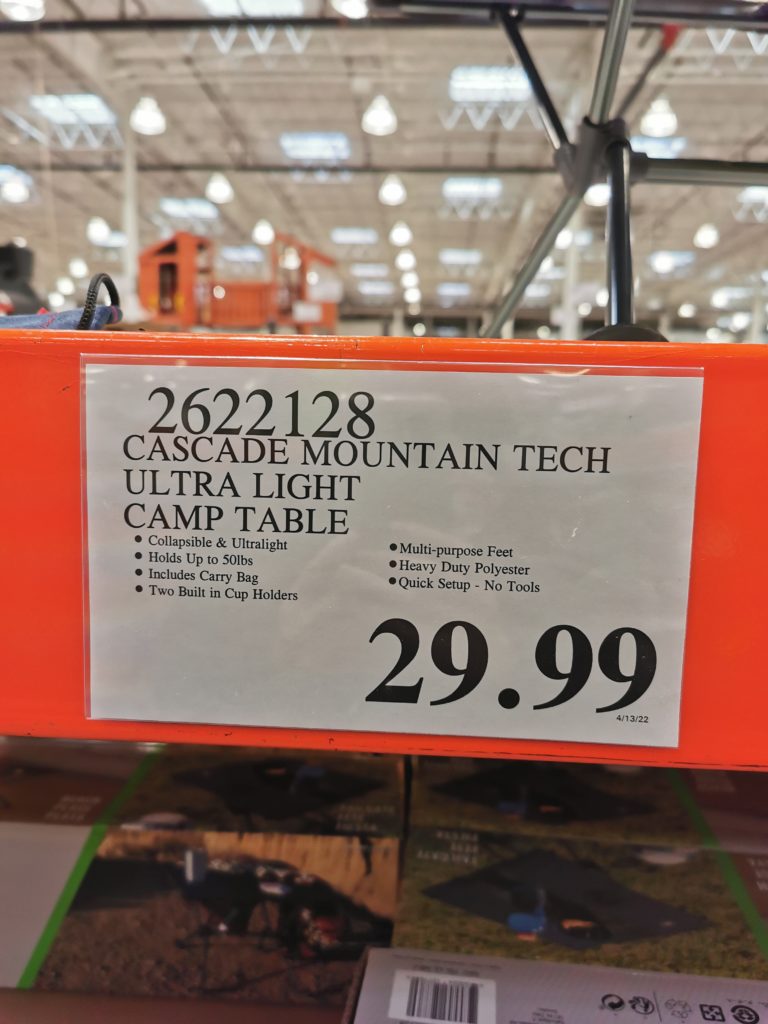 2622128
CASCADE MOUNTAIN TECH
ULTRA LIGHT
CAMP TABLE
• Collapsible & Ultralight
• Holds Up to 50lbs
• Includes Carry Bag
• Two Built in Cup Holders
• Multi-purpose Feet
• Heavy Duty Polyester
• Quick Setup - No Tools
29.99
4/13/22